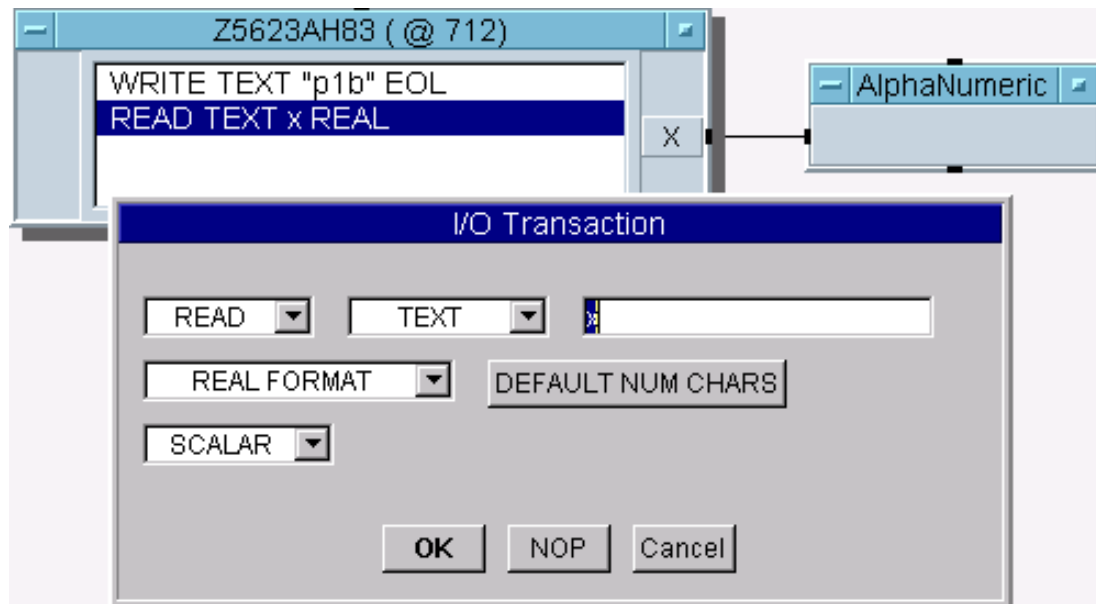 Z5623AH83 ( @ 712)
WRITE TEXT "p1b" EOL
READ TEXT x REAL
X
AlphaNumeric
I/O Transaction
READ TEXT x
REAL FORMAT DEFAULT NUM CHARS
SCALAR
OK NOP Cancel